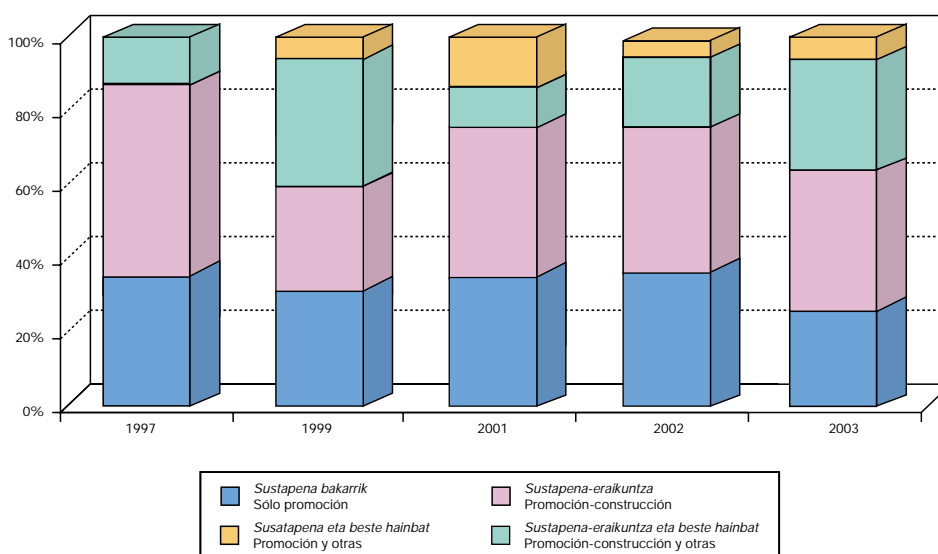 100%
80%
60%
40%
20%
0%
1997
1999
2001
2002
2003
Sustapena bakarrik
Sólo promoción
Sustapena-eraikuntza
Promoción-construcción
Susatapena eta beste hainbat
Promoción y otras
Sustapena-eraikuntza eta beste hainbat
Promoción-construcción y otras